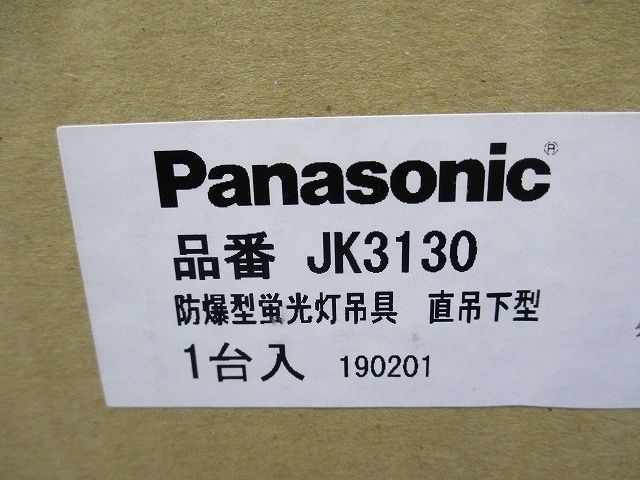 Panasonic®
品番 JK3130
防爆型蛍光灯吊具 直吊下型
1台入 190201